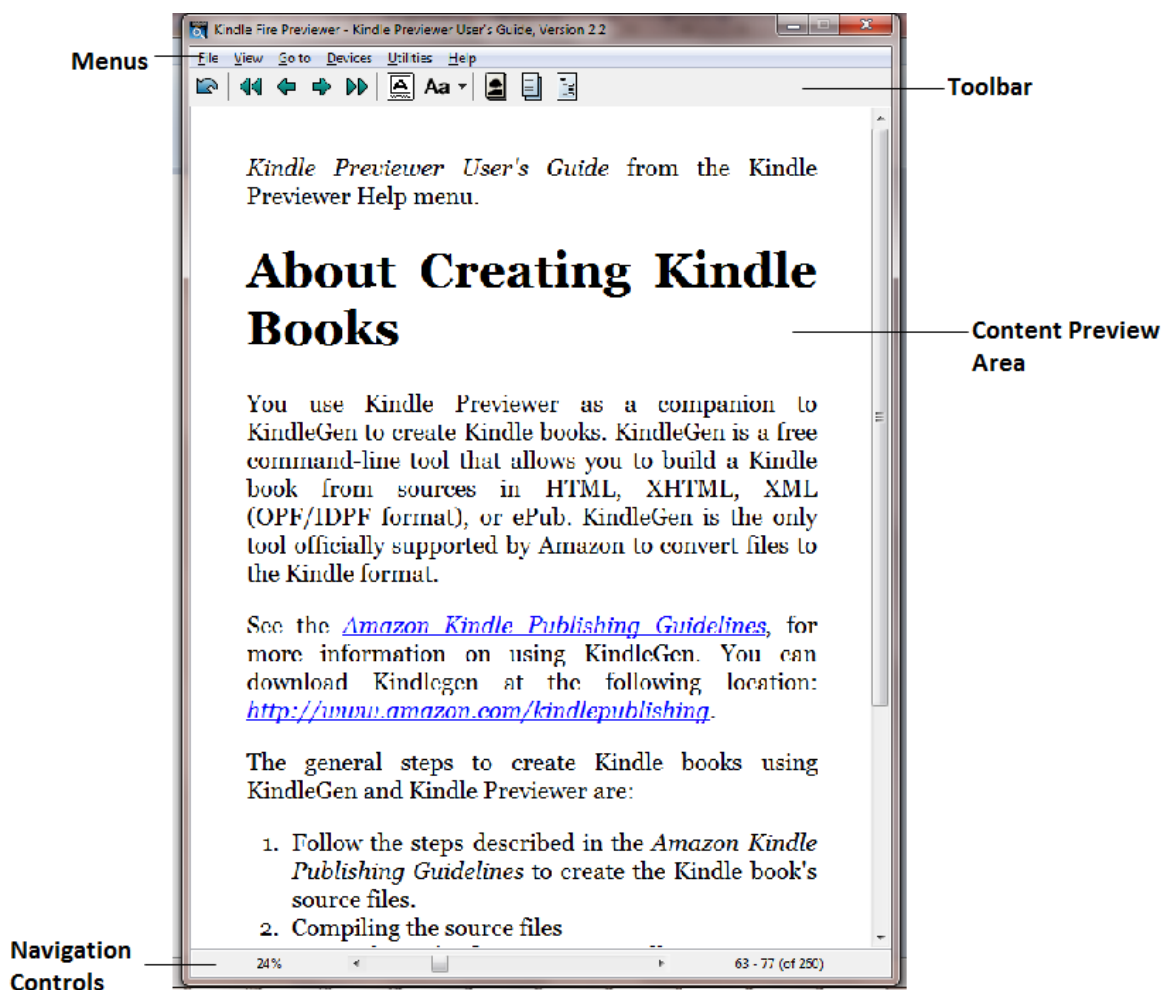 Kindle Fire Previewer - Kindle Previewer User's Guide, Version 2.2
Menus
File View Go to Devices Utilities Help
Aa
Toolbar
Kindle Previewer User's Guide from the Kindle
Previewer Help menu.
About Creating Kindle
Books
Content Preview
Area
You use Kindle Previewer as a companion to
KindleGen to create Kindle books. KindleGen is a free
command-line tool that allows you to build a Kindle
book from sources in HTML, XHTML, XML
(OPF/IDPF format), or ePub. KindleGen is the only
tool officially supported by Amazon to convert files to
the Kindle format.
See the Amazon Kindle Publishing Guidelines, for
more information on using KindleGen. You can
download Kindlegen at the following location:
http://www.amazon.com/kindlepublishing.
The general steps to create Kindle books using
KindleGen and Kindle Previewer are:
1. Follow the steps described in the Amazon Kindle
Publishing Guidelines to create the Kindle book's
source files.
2. Compiling the source files
Navigation
Controls
24%
63 - 77 (of 250)